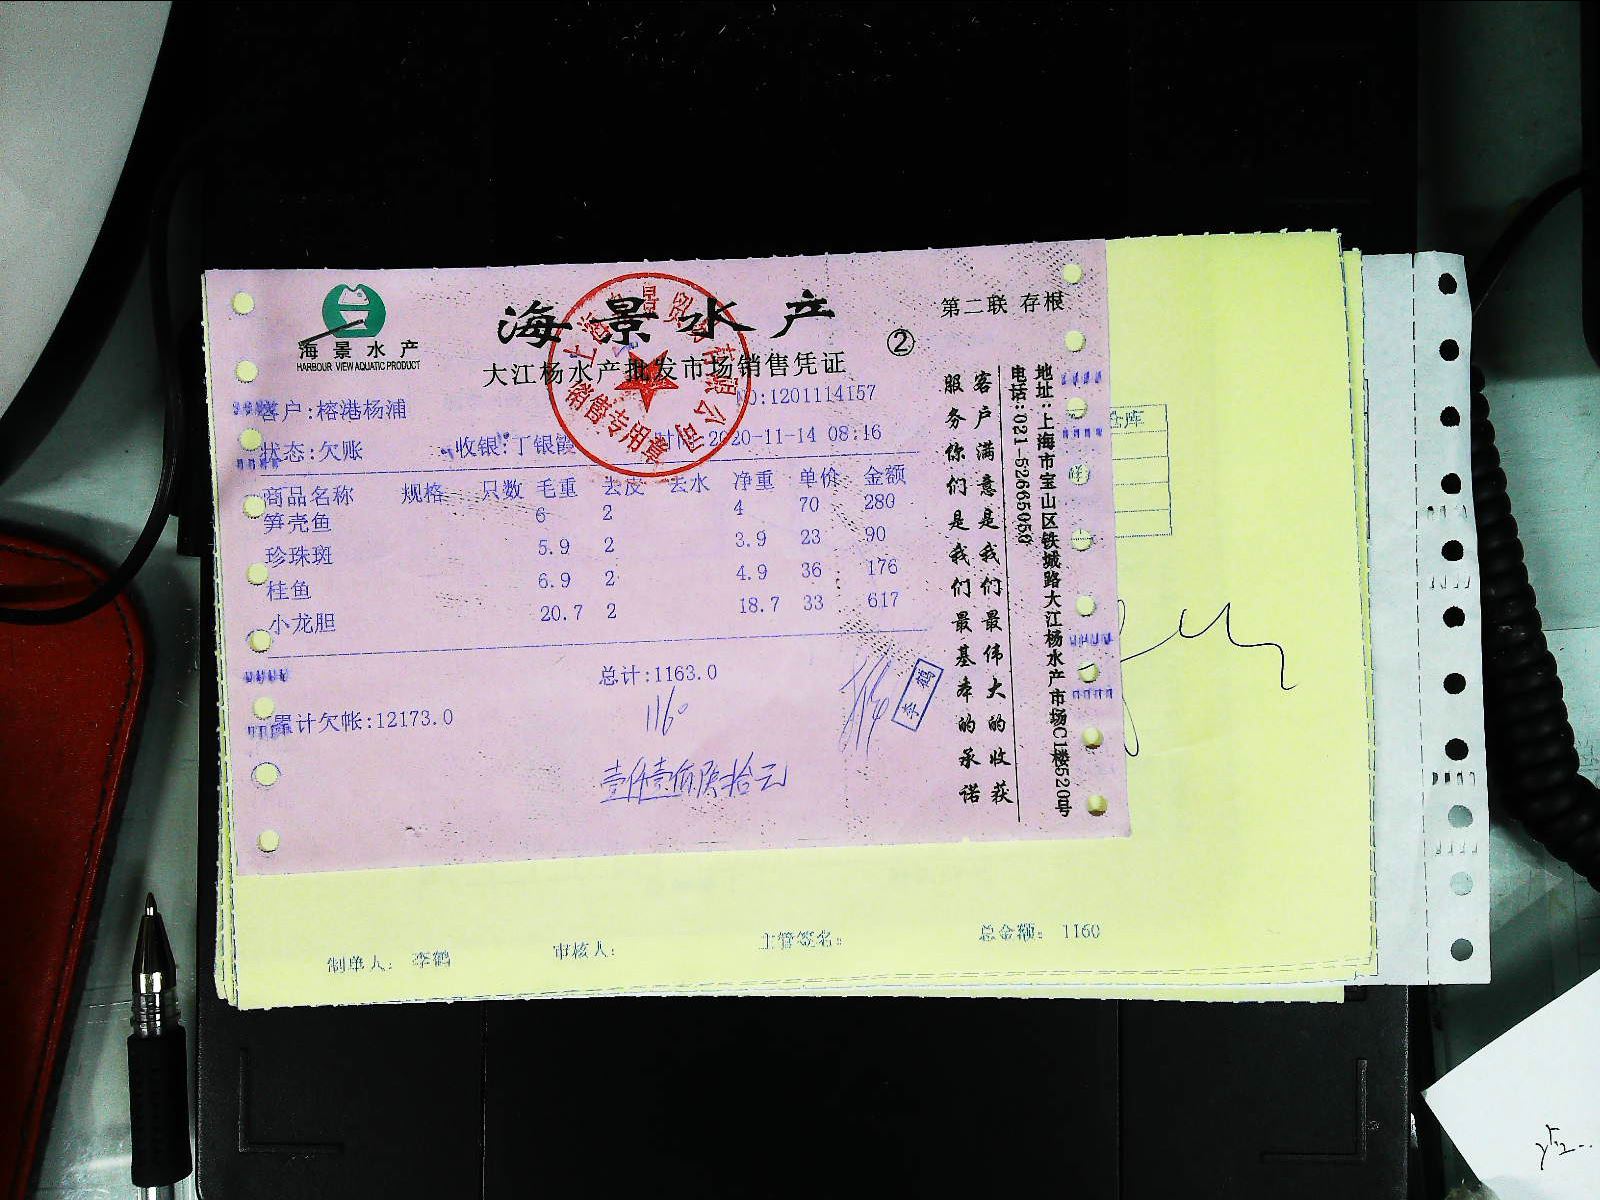 海景水产
HARBOUR VIEW AQUATIC PRODUCT
海景水产
第二联 存根
大江杨水产批发市场销售凭证
②
客户:榕港杨浦
NO:1201114157
状态:欠账 收银:丁银霞 时间:2020-11-14 08:16
商品名称 规格 只数 毛重 去皮 去水 净重 单价 金额
笋壳鱼 6 2 4 70 280
珍珠斑 5.9 2 3.9 23 90
桂鱼 6.9 2 4.9 36 176
小龙胆 20.7 2 18.7 33 617
总计:1163.0
1160
累计欠帐:12173.0
壹仟壹佰陆拾元
李鹤
销售专用章
客户满意是我们最伟大的收获
服务你们是我们最基本的承诺
地址:上海市宝山区铁城路大江杨水产市场C1楼520号
电话:021-52665050
仓库
制单人: 李鹤 审核人: 主管签名: 总金额: 1160